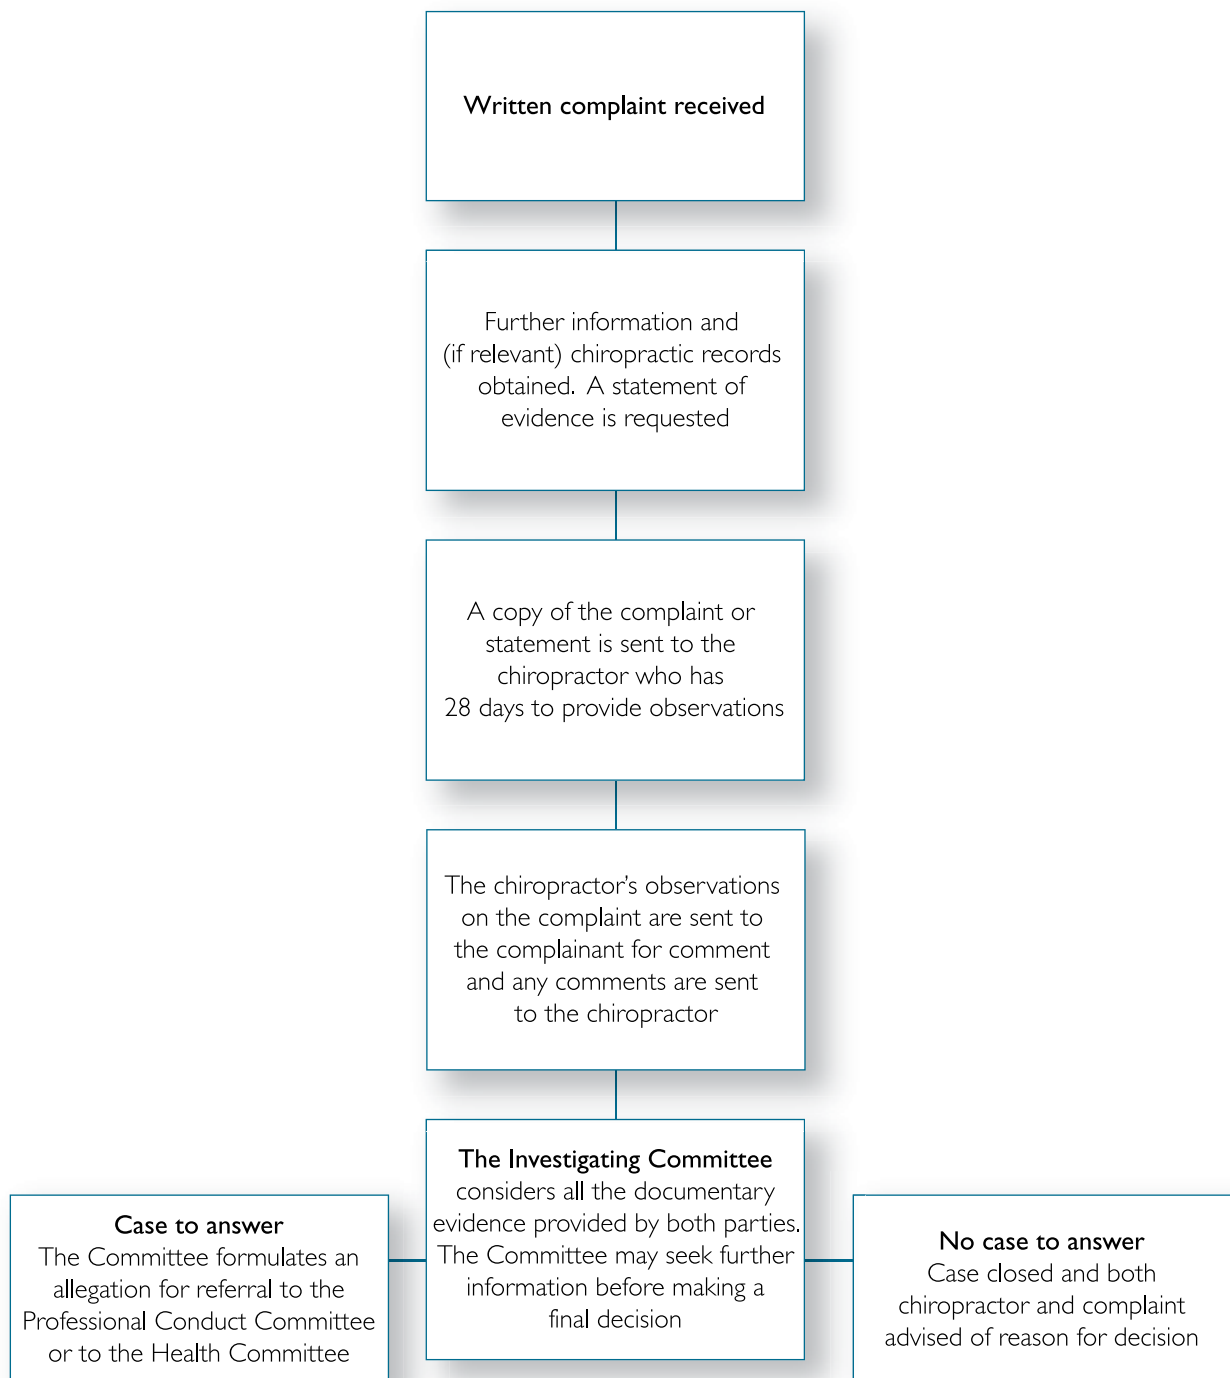 Written complaint received
Further information and
(if relevant) chiropractic records
obtained. A statement of
evidence is requested
A copy of the complaint or
statement is sent to the
chiropractor who has
28 days to provide observations
The chiropractor’s observations
on the complaint are sent to
the complainant for comment
and any comments are sent
to the chiropractor
The Investigating Committee
considers all the documentary
evidence provided by both parties.
The Committee may seek further
information before making a
final decision
Case to answer
The Committee formulates an
allegation for referral to the
Professional Conduct Committee
or to the Health Committee
No case to answer
Case closed and both
chiropractor and complaint
advised of reason for decision